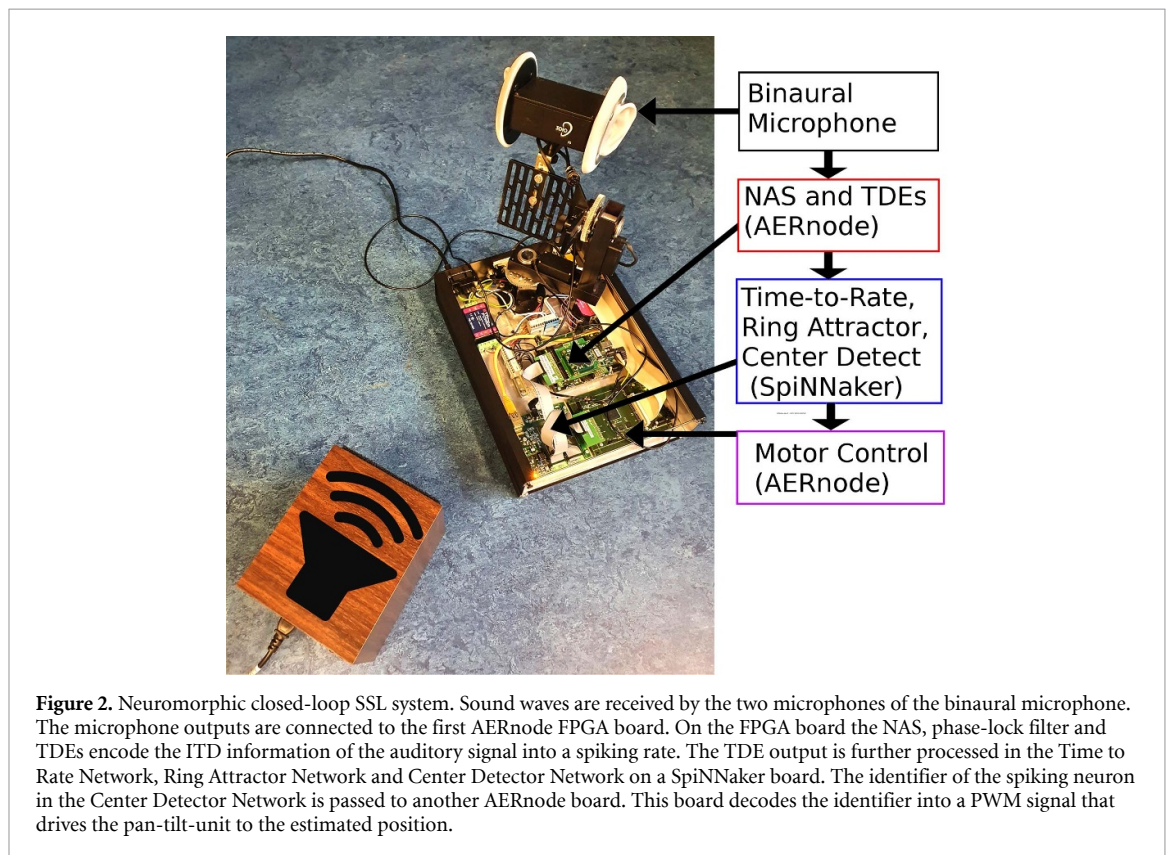 Binaural
Microphone
NAS and TDEs
(AERnode)
Time-to-Rate,
Ring Attractor,
Center Detect
(SpiNNaker)
Motor Control
(AERnode)
Figure 2. Neuromorphic closed-loop SSL system. Sound waves are received by the two microphones of the binaural microphone.
The microphone outputs are connected to the first AERnode FPGA board. On the FPGA board the NAS, phase-lock filter and
TDEs encode the ITD information of the auditory signal into a spiking rate. The TDE output is further processed in the Time to
Rate Network, Ring Attractor Network and Center Detector Network on a SpiNNaker board. The identifier of the spiking neuron
in the Center Detector Network is passed to another AERnode board. This board decodes the identifier into a PWM signal that
drives the pan-tilt-unit to the estimated position.